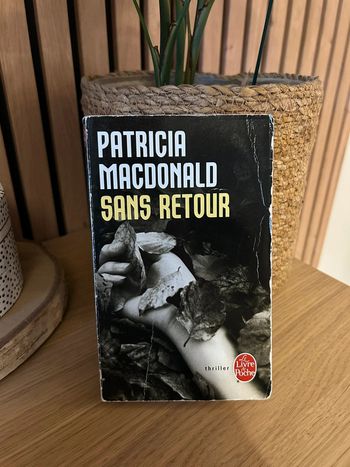 PATRICIA
MACDONALD
SANS RETOUR
thriller
Le
Livre
de
Poche